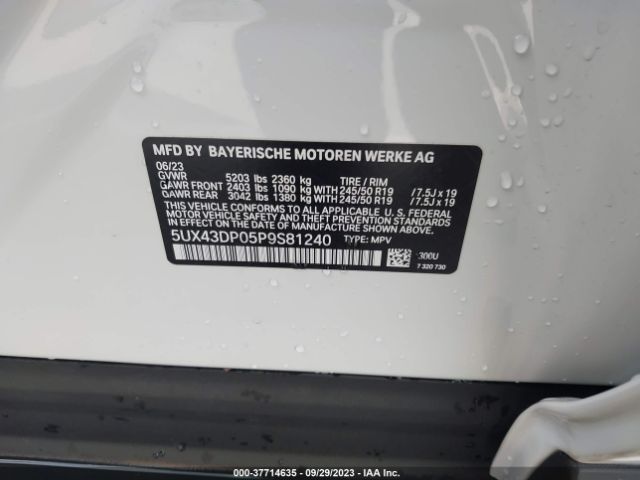 MFD BY BAYERISCHE MOTOREN WERKE AG
06/23
GVWR 5203 lbs 2360 kg TIRE / RIM
GAWR FRONT 2403 lbs 1090 kg WITH 245/50 R19 /7.5J x 19
GAWR REAR 3042 lbs 1380 kg WITH 245/50 R19 /7.5J x 19
THIS VEHICLE CONFORMS TO ALL APPLICABLE U. S. FEDERAL
MOTOR VEHICLE SAFETY, BUMPER, AND THEFT PREVENTION
STANDARDS IN EFFECT ON THE DATE OF MANUFACTURE
SHOWN ABOVE.
5UX43DP05P9S81240 TYPE: MPV
300U
7 320 730
000-37714635 - 09/29/2023 - IAA Inc.